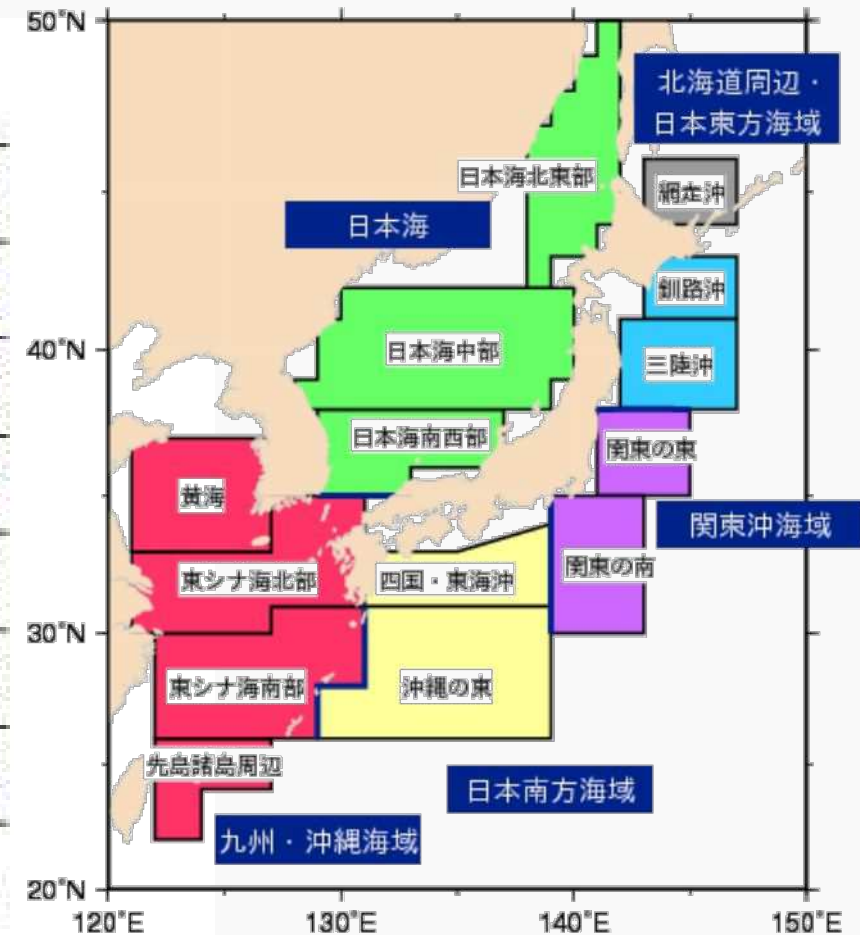 50°N
北海道周辺・
日本東方海域
日本海北東部
網走沖
日本海
釧路沖
40°N
日本海中部
三陸沖
日本海南西部
関東の東
黄海
関東沖海域
関東の南
東シナ海北部
四国・東海沖
30°N
東シナ海南部
沖縄の東
先島諸島周辺
日本南方海域
九州・沖縄海域
20°N
120°E
130°E
140°E
150°E